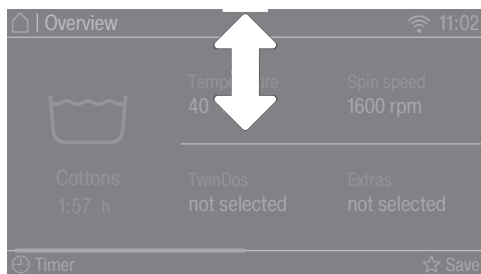 | Overview 11:02
Temperature Spin speed
40 1600 rpm
Cottons TwinDos Extras
1:57 h not selected not selected
Timer Save